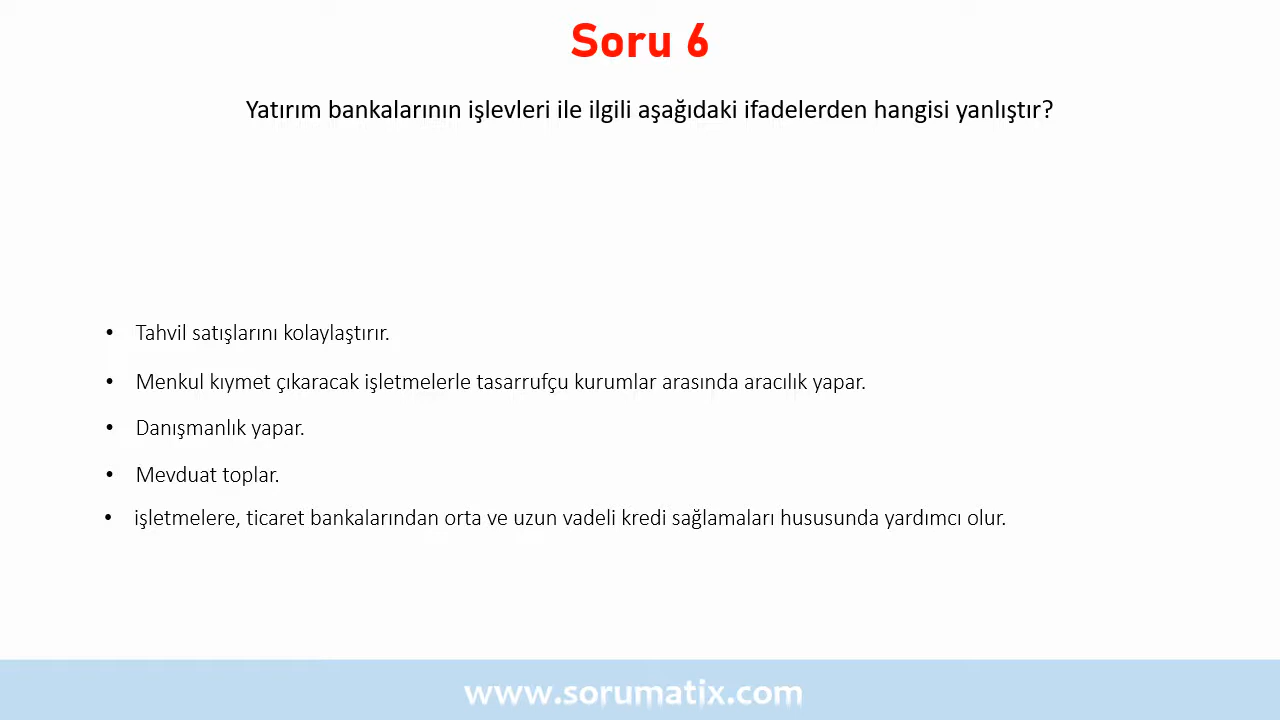 Soru 6
Yatırım bankalarının işlevleri ile ilgili aşağıdaki ifadelerden hangisi yanlıştır?
• Tahvil satışlarını kolaylaştırır.
• Menkul kıymet çıkaracak işletmelerle tasarrufçu kurumlar arasında aracılık yapar.
• Danışmanlık yapar.
• Mevduat toplar.
• işletmelere, ticaret bankalarından orta ve uzun vadeli kredi sağlamaları hususunda yardımcı olur.
www.sorumatix.com